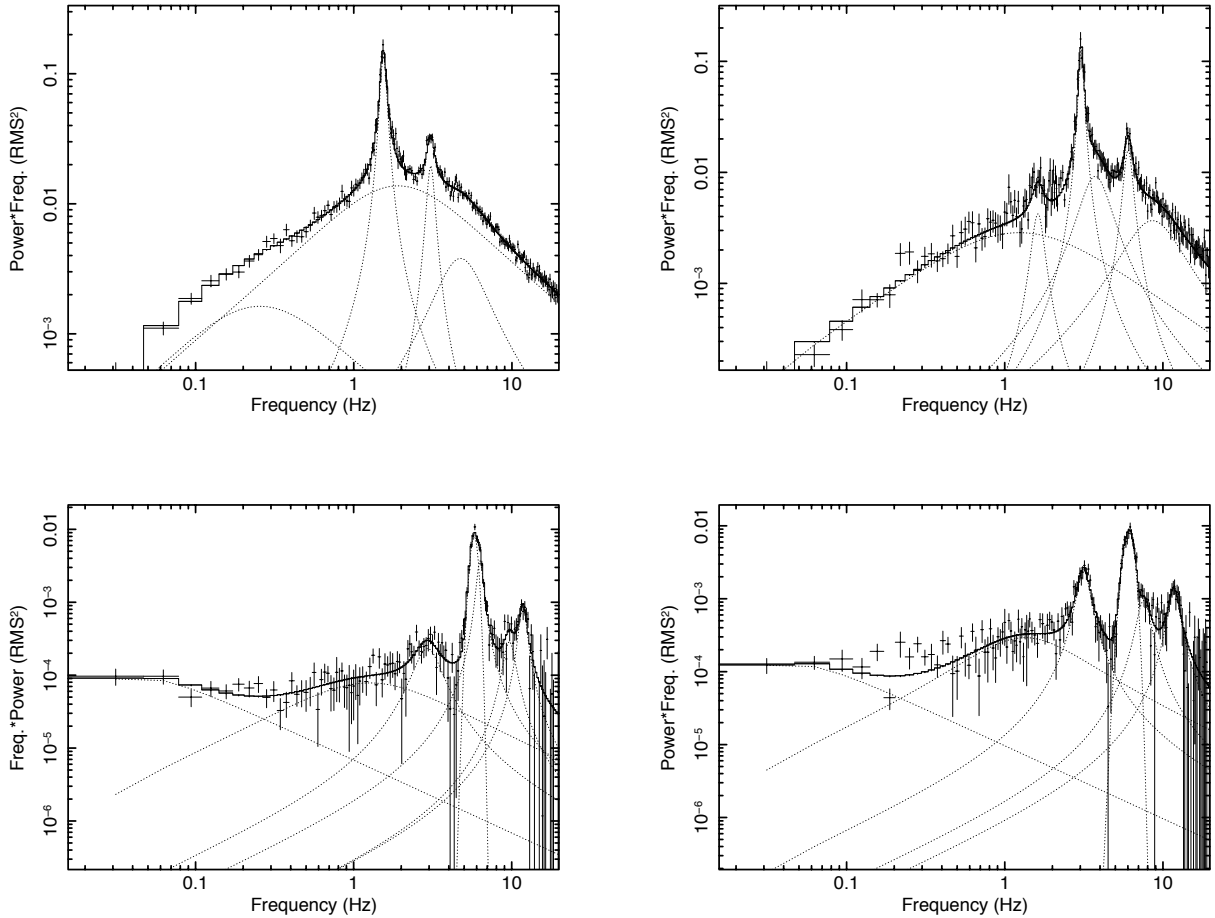 0.1
0.01
10⁻³
Power*Freq. (RMS²)
0.1 1 10
Frequency (Hz)
0.1
0.01
10⁻³
Power*Freq. (RMS²)
0.1 1 10
Frequency (Hz)
0.01
10⁻³
10⁻⁴
10⁻⁵
10⁻⁶
Freq.*Power (RMS²)
0.1 1 10
Frequency (Hz)
0.01
10⁻³
10⁻⁴
10⁻⁵
10⁻⁶
Power*Freq. (RMS²)
0.1 1 10
Frequency (Hz)